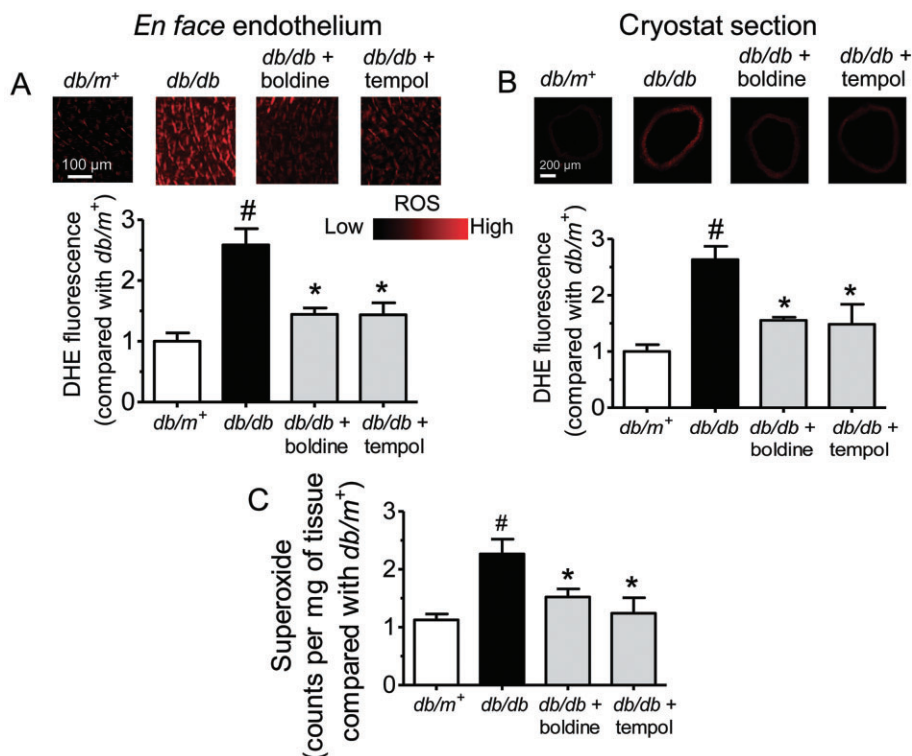 En face endothelium
Cryostat section
A
db/m+
db/db
db/db +
boldine
db/db +
tempol
100 µm
ROS
Low
High
DHE fluorescence
(compared with db/m+)
3
2
1
0
#
*
*
db/m+
db/db
db/db +
boldine
db/db +
tempol
B
db/m+
db/db
db/db +
boldine
db/db +
tempol
200 µm
DHE fluorescence
(compared with db/m+)
3
2
1
0
#
*
*
db/m+
db/db
db/db +
boldine
db/db +
tempol
C
Superoxide
(counts per mg of tissue
compared with db/m+)
3
2
1
0
#
*
*
db/m+
db/db
db/db +
boldine
db/db +
tempol